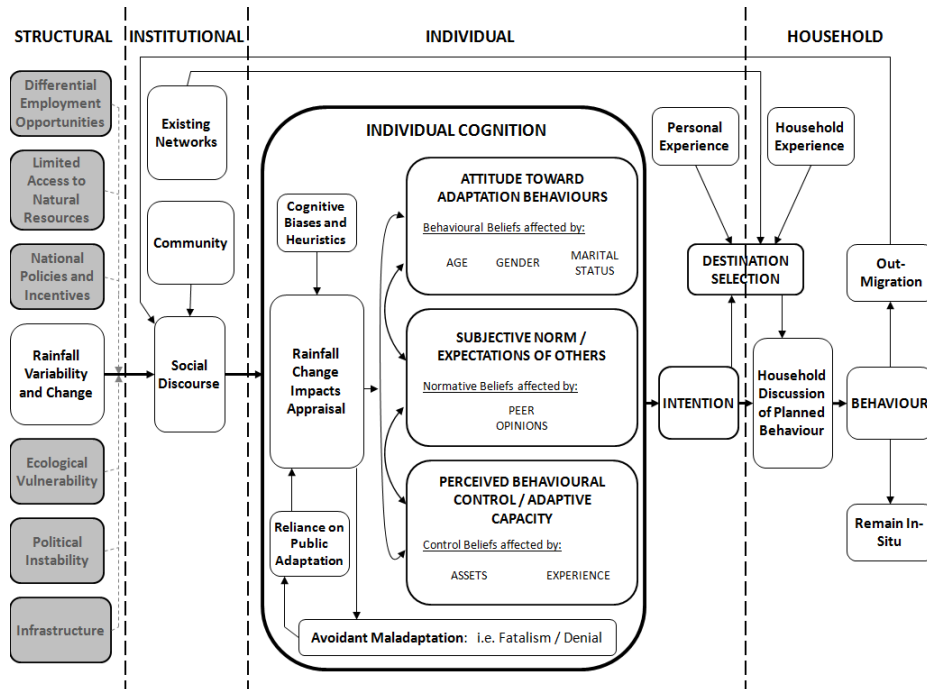 STRUCTURAL
INSTITUTIONAL
INDIVIDUAL
HOUSEHOLD
Differential
Employment
Opportunities
Limited
Access to
Natural
Resources
National
Policies and
Incentives
Rainfall
Variability
and Change
Ecological
Vulnerability
Political
Instability
Infrastructure
Existing
Networks
Community
Social
Discourse
INDIVIDUAL COGNITION
Cognitive
Biases and
Heuristics
Rainfall
Change
Impacts
Appraisal
Reliance on
Public
Adaptation
ATTITUDE TOWARD
ADAPTATION BEHAVIOURS
Behavioural Beliefs affected by:
AGE GENDER MARITAL
STATUS
SUBJECTIVE NORM /
EXPECTATIONS OF OTHERS
Normative Beliefs affected by:
PEER
OPINIONS
PERCEIVED BEHAVIOURAL
CONTROL / ADAPTIVE
CAPACITY
Control Beliefs affected by:
ASSETS EXPERIENCE
Avoidant Maladaptation: i.e. Fatalism / Denial
Personal
Experience
Household
Experience
DESTINATION
SELECTION
INTENTION
Household
Discussion
of Planned
Behaviour
Out-
Migration
BEHAVIOUR
Remain In-
Situ